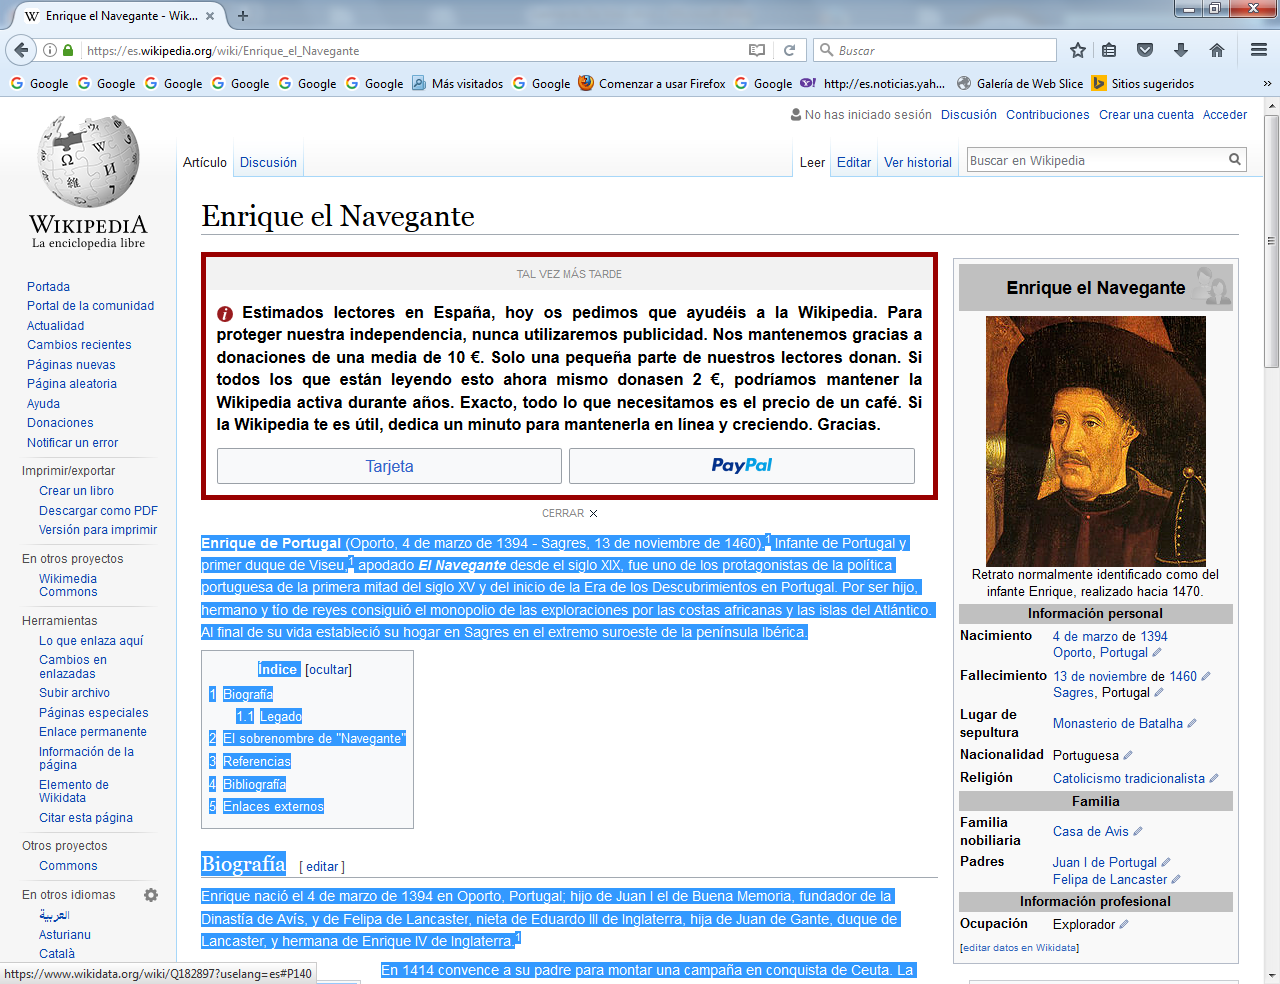 Enrique el Navegante - Wik...
https://es.wikipedia.org/wiki/Enrique_el_Navegante
Buscar
Google
Google
Google
Google
Google
Google
Más visitados
Google
Comenzar a usar Firefox
Google
http://es.noticias.yah...
Galería de Web Slice
Sitios sugeridos
No has iniciado sesión Discusión Contribuciones Crear una cuenta Acceder
Artículo Discusión
Leer Editar Ver historial
Buscar en Wikipedia
WIKIPEDIA
La enciclopedia libre
Portada
Portal de la comunidad
Actualidad
Cambios recientes
Páginas nuevas
Página aleatoria
Ayuda
Donaciones
Notificar un error
Imprimir/exportar
Crear un libro
Descargar como PDF
Versión para imprimir
En otros proyectos
Wikimedia
Commons
Herramientas
Lo que enlaza aquí
Cambios en
enlazadas
Subir archivo
Páginas especiales
Enlace permanente
Información de la
página
Elemento de
Wikidata
Citar esta página
Otros proyectos
Commons
En otros idiomas
العربية
Asturianu
Català
https://www.wikidata.org/wiki/Q182897?uselang=es#P140
Enrique el Navegante
TAL VEZ MÁS TARDE
Estimados lectores en España, hoy os pedimos que ayudéis a la Wikipedia. Para
proteger nuestra independencia, nunca utilizaremos publicidad. Nos mantenemos gracias a
donaciones de una media de 10 €. Solo una pequeña parte de nuestros lectores donan. Si
todos los que están leyendo esto ahora mismo donasen 2 €, podríamos mantener la
Wikipedia activa durante años. Exacto, todo lo que necesitamos es el precio de un café. Si
la Wikipedia te es útil, dedica un minuto para mantenerla en línea y creciendo. Gracias.
Tarjeta
PayPal
CERRAR ×
Enrique de Portugal (Oporto, 4 de marzo de 1394 - Sagres, 13 de noviembre de 1460),1 Infante de Portugal y
primer duque de Viseu,1 apodado El Navegante desde el siglo XIX, fue uno de los protagonistas de la política
portuguesa de la primera mitad del siglo XV y del inicio de la Era de los Descubrimientos en Portugal. Por ser hijo,
hermano y tío de reyes consiguió el monopolio de las exploraciones por las costas africanas y las islas del Atlántico.
Al final de su vida estableció su hogar en Sagres en el extremo suroeste de la península Ibérica.
Índice [ocultar]
1 Biografía
1.1 Legado
2 El sobrenombre de "Navegante"
3 Referencias
4 Bibliografía
5 Enlaces externos
Biografía [ editar ]
Enrique nació el 4 de marzo de 1394 en Oporto, Portugal; hijo de Juan I el de Buena Memoria, fundador de la
Dinastía de Avís, y de Felipa de Lancaster, nieta de Eduardo III de Inglaterra, hija de Juan de Gante, duque de
Lancaster, y hermana de Enrique IV de Inglaterra.1
En 1414 convence a su padre para montar una campaña en conquista de Ceuta. La
Enrique el Navegante
Retrato normalmente identificado como del
infante Enrique, realizado hacia 1470.
Información personal
Nacimiento 4 de marzo de 1394
Oporto, Portugal
Fallecimiento 13 de noviembre de 1460
Sagres, Portugal
Lugar de
sepultura Monasterio de Batalha
Nacionalidad Portuguesa
Religión Catolicismo tradicionalista
Familia
Familia
nobiliaria Casa de Avis
Padres Juan I de Portugal
Felipa de Lancaster
Información profesional
Ocupación Explorador
[editar datos en Wikidata]